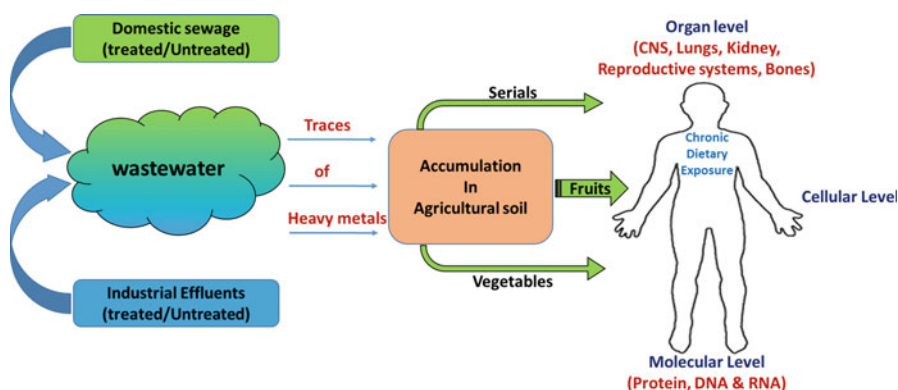 Domestic sewage
(treated/Untreated)
wastewater
Industrial Effluents
(treated/Untreated)
Traces
of
Heavy metals
Accumulation
In
Agricultural soil
Serials
Fruits
Vegetables
Organ level
(CNS, Lungs, Kidney,
Reproductive systems, Bones)
Chronic
Dietary
Exposure
Cellular Level
Molecular Level
(Protein, DNA & RNA)